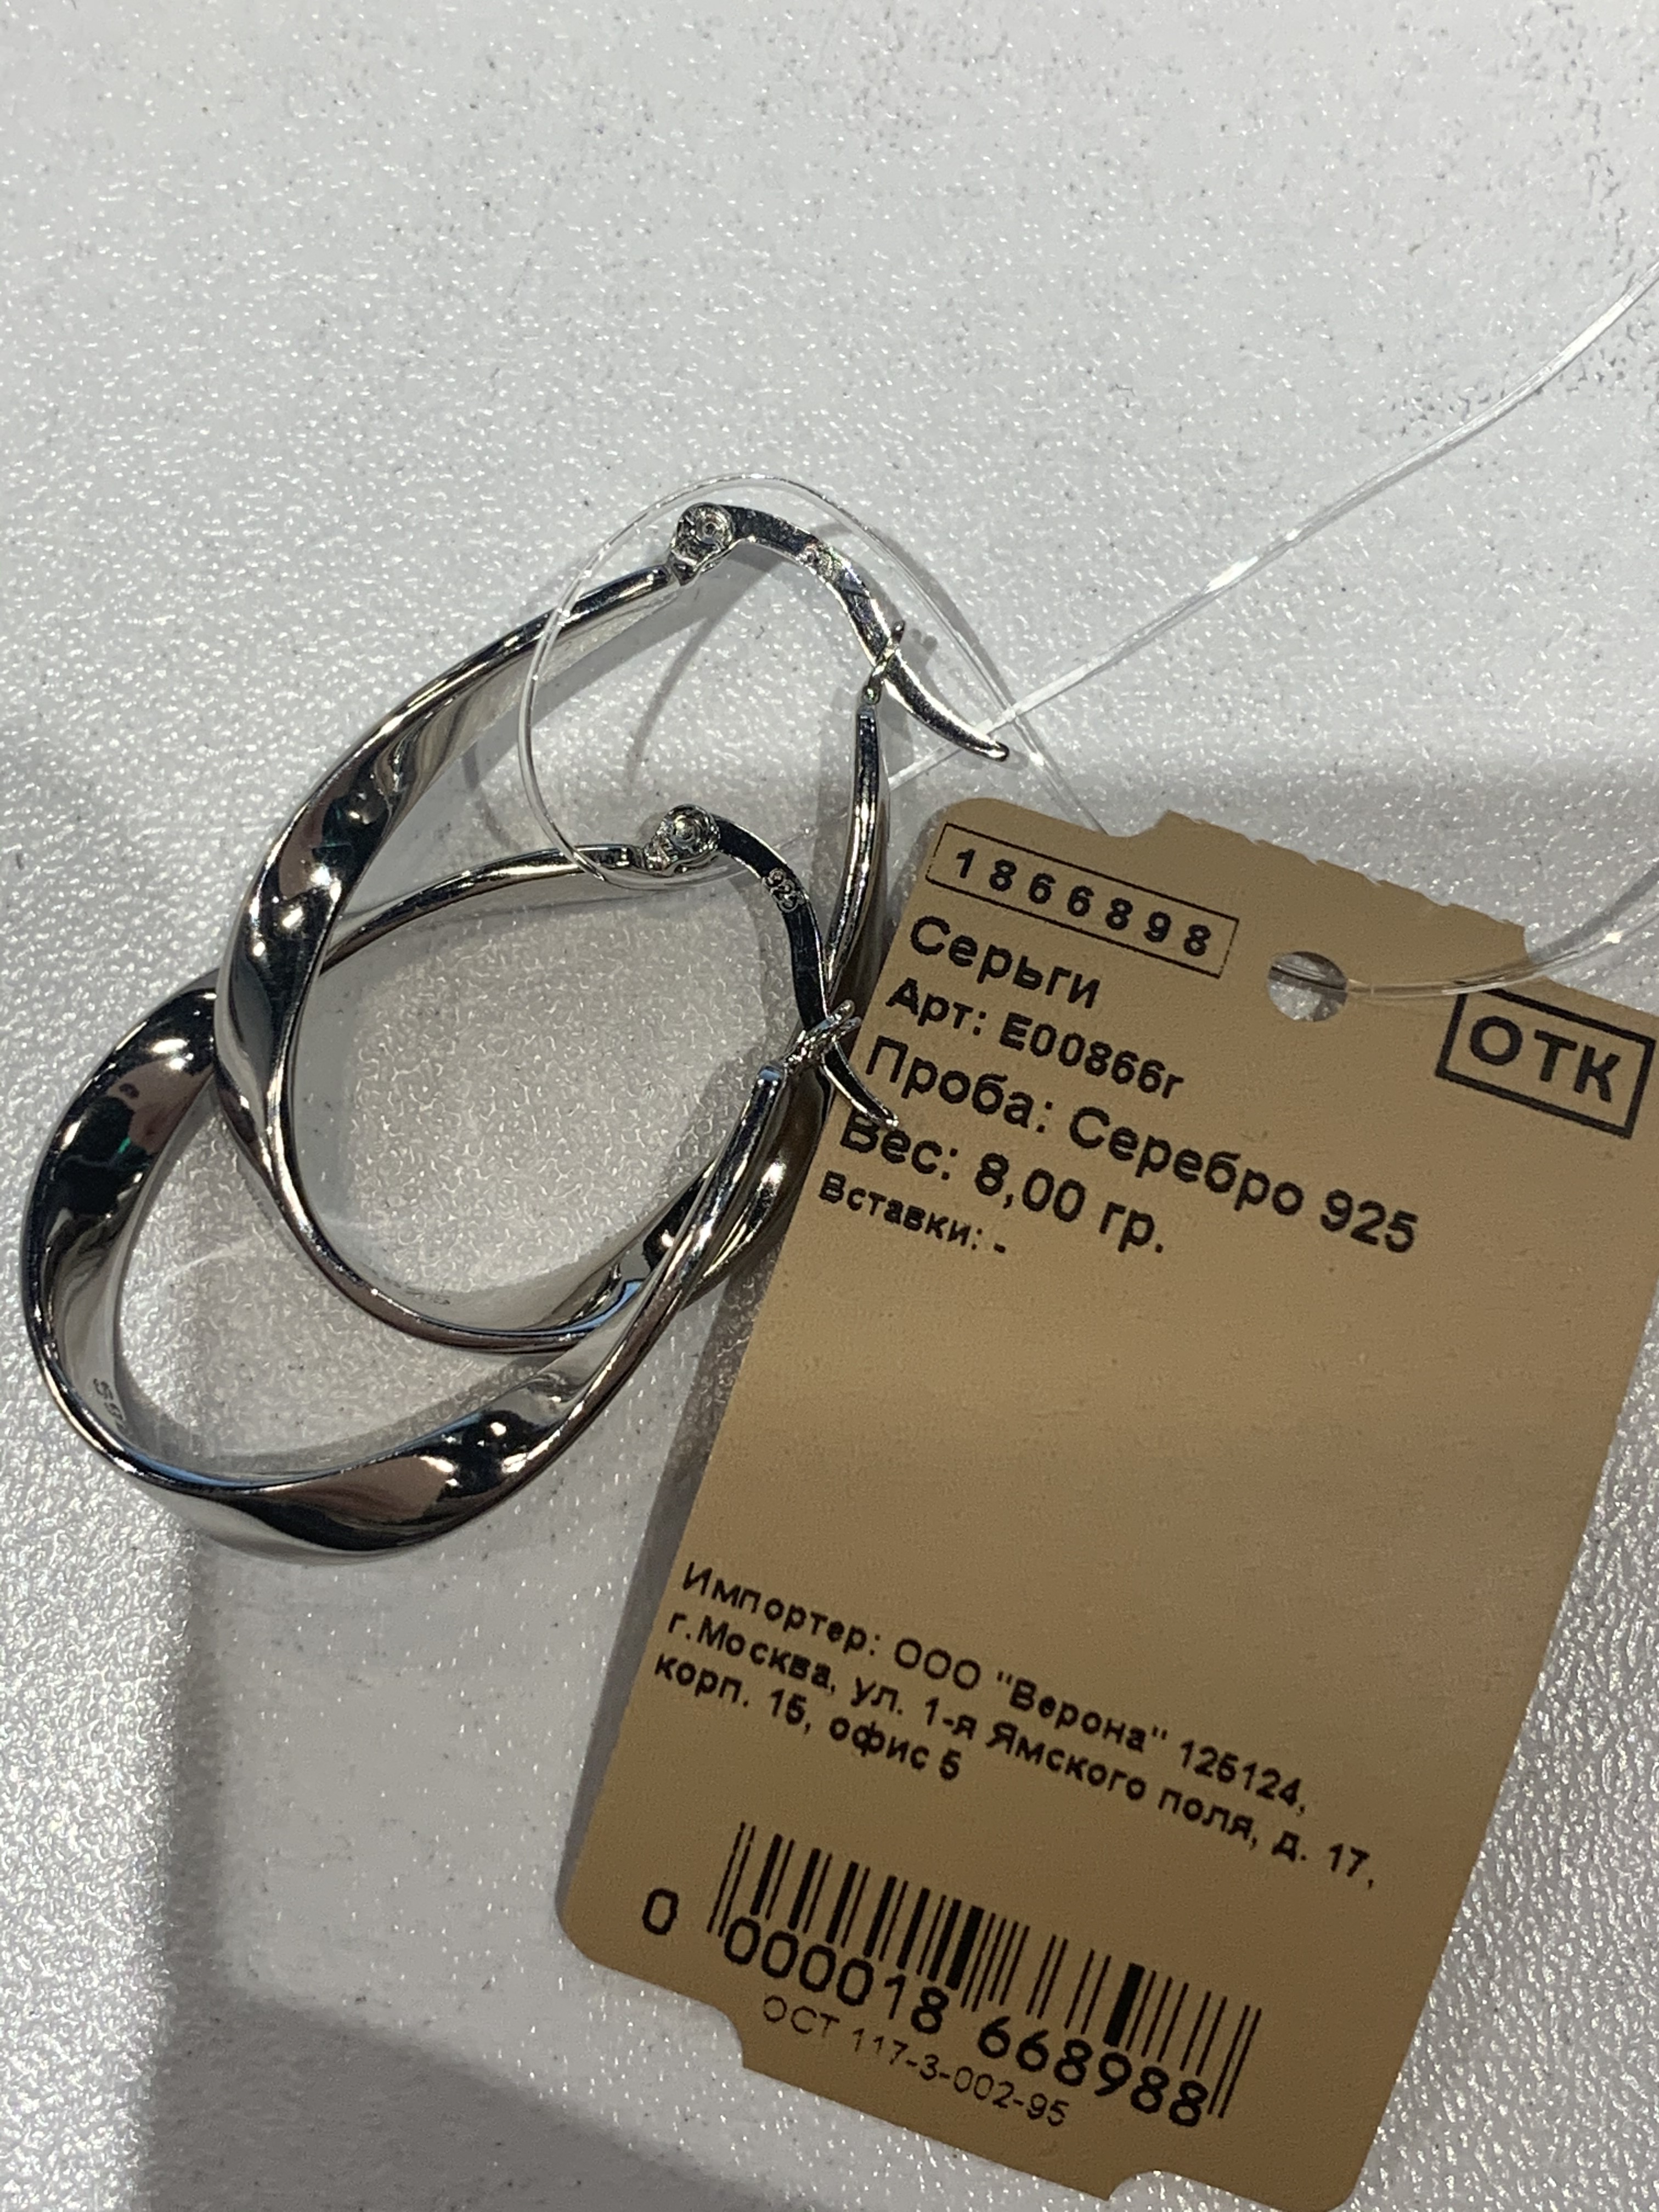 1866898
Серьги
ОТК
Арт: E00866г
Проба: Серебро 925
Вес: 8,00 гр.
Вставки: -
Импортер: ООО "Верона" 125124,
г.Москва, ул. 1-я Ямского поля, д. 17,
корп. 15, офис 5
0 000018 668988
ОСТ 117-3-002-95
925